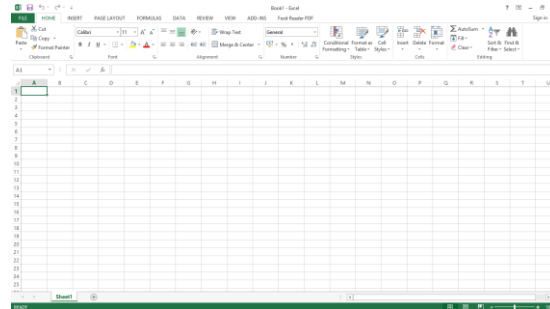 Book1 - Excel
FILE HOME INSERT PAGE LAYOUT FORMULAS DATA REVIEW VIEW ADD-INS Foxit Reader PDF Sign in
Paste Cut Copy Format Painter
Calibri 11 Wrap Text Merge & Center General
Conditional Formatting Format as Table Cell Styles Insert Delete Format
AutoSum Fill Clear Sort & Filter Find & Select
Clipboard Font Alignment Number Styles Cells Editing
A1
A B C D E F G H I J K L M N O P Q R S T U
1
2
3
4
5
6
7
8
9
10
11
12
13
14
15
16
17
18
19
20
21
22
23
24
25
Sheet1
READY